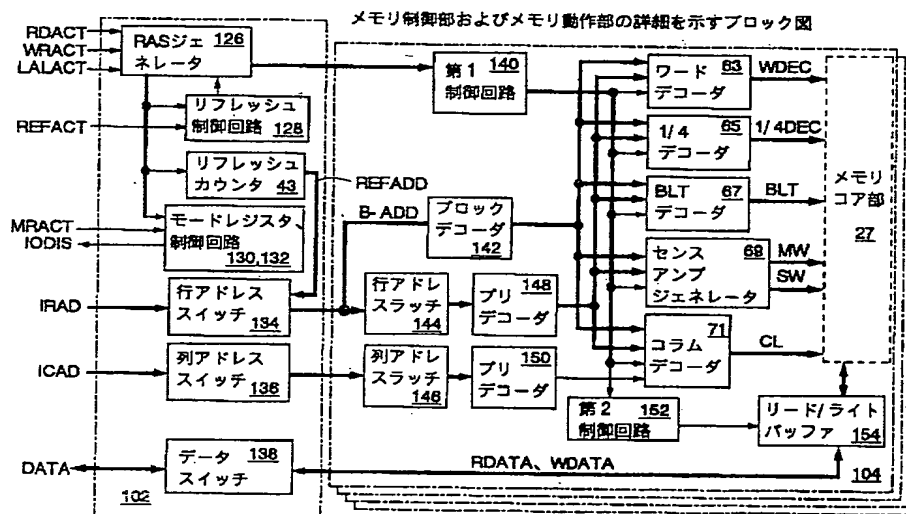 メモリ制御部およびメモリ動作部の詳細を示すブロック図
RDACT
WRACT
LALACT
RASジェ
ネレータ
126
リフレッシュ
制御回路 128
REFACT
リフレッシュ
カウンタ 43
REFADD
モードレジスタ、
制御回路
130,132
MRACT
IODIS
IRAD
行アドレス
スイッチ 134
ICAD
列アドレス
スイッチ 136
DATA
データ
スイッチ
138
102
第1
制御回路
140
B-ADD
ブロック
デコーダ
142
行アドレ
スラッチ
144
プリ
デコーダ
148
列アドレ
スラッチ
146
プリ
デコーダ
150
ワード
デコーダ
63
WDEC
1/4
デコーダ
65
1/4DEC
BLT
デコーダ
67
BLT
センス
アンプ
ジェネレータ
69
MW
SW
コラム
デコーダ
71
CL
メモリ
コア部
27
第2
制御回路
152
リード/ライト
バッファ 154
RDATA、WDATA
104